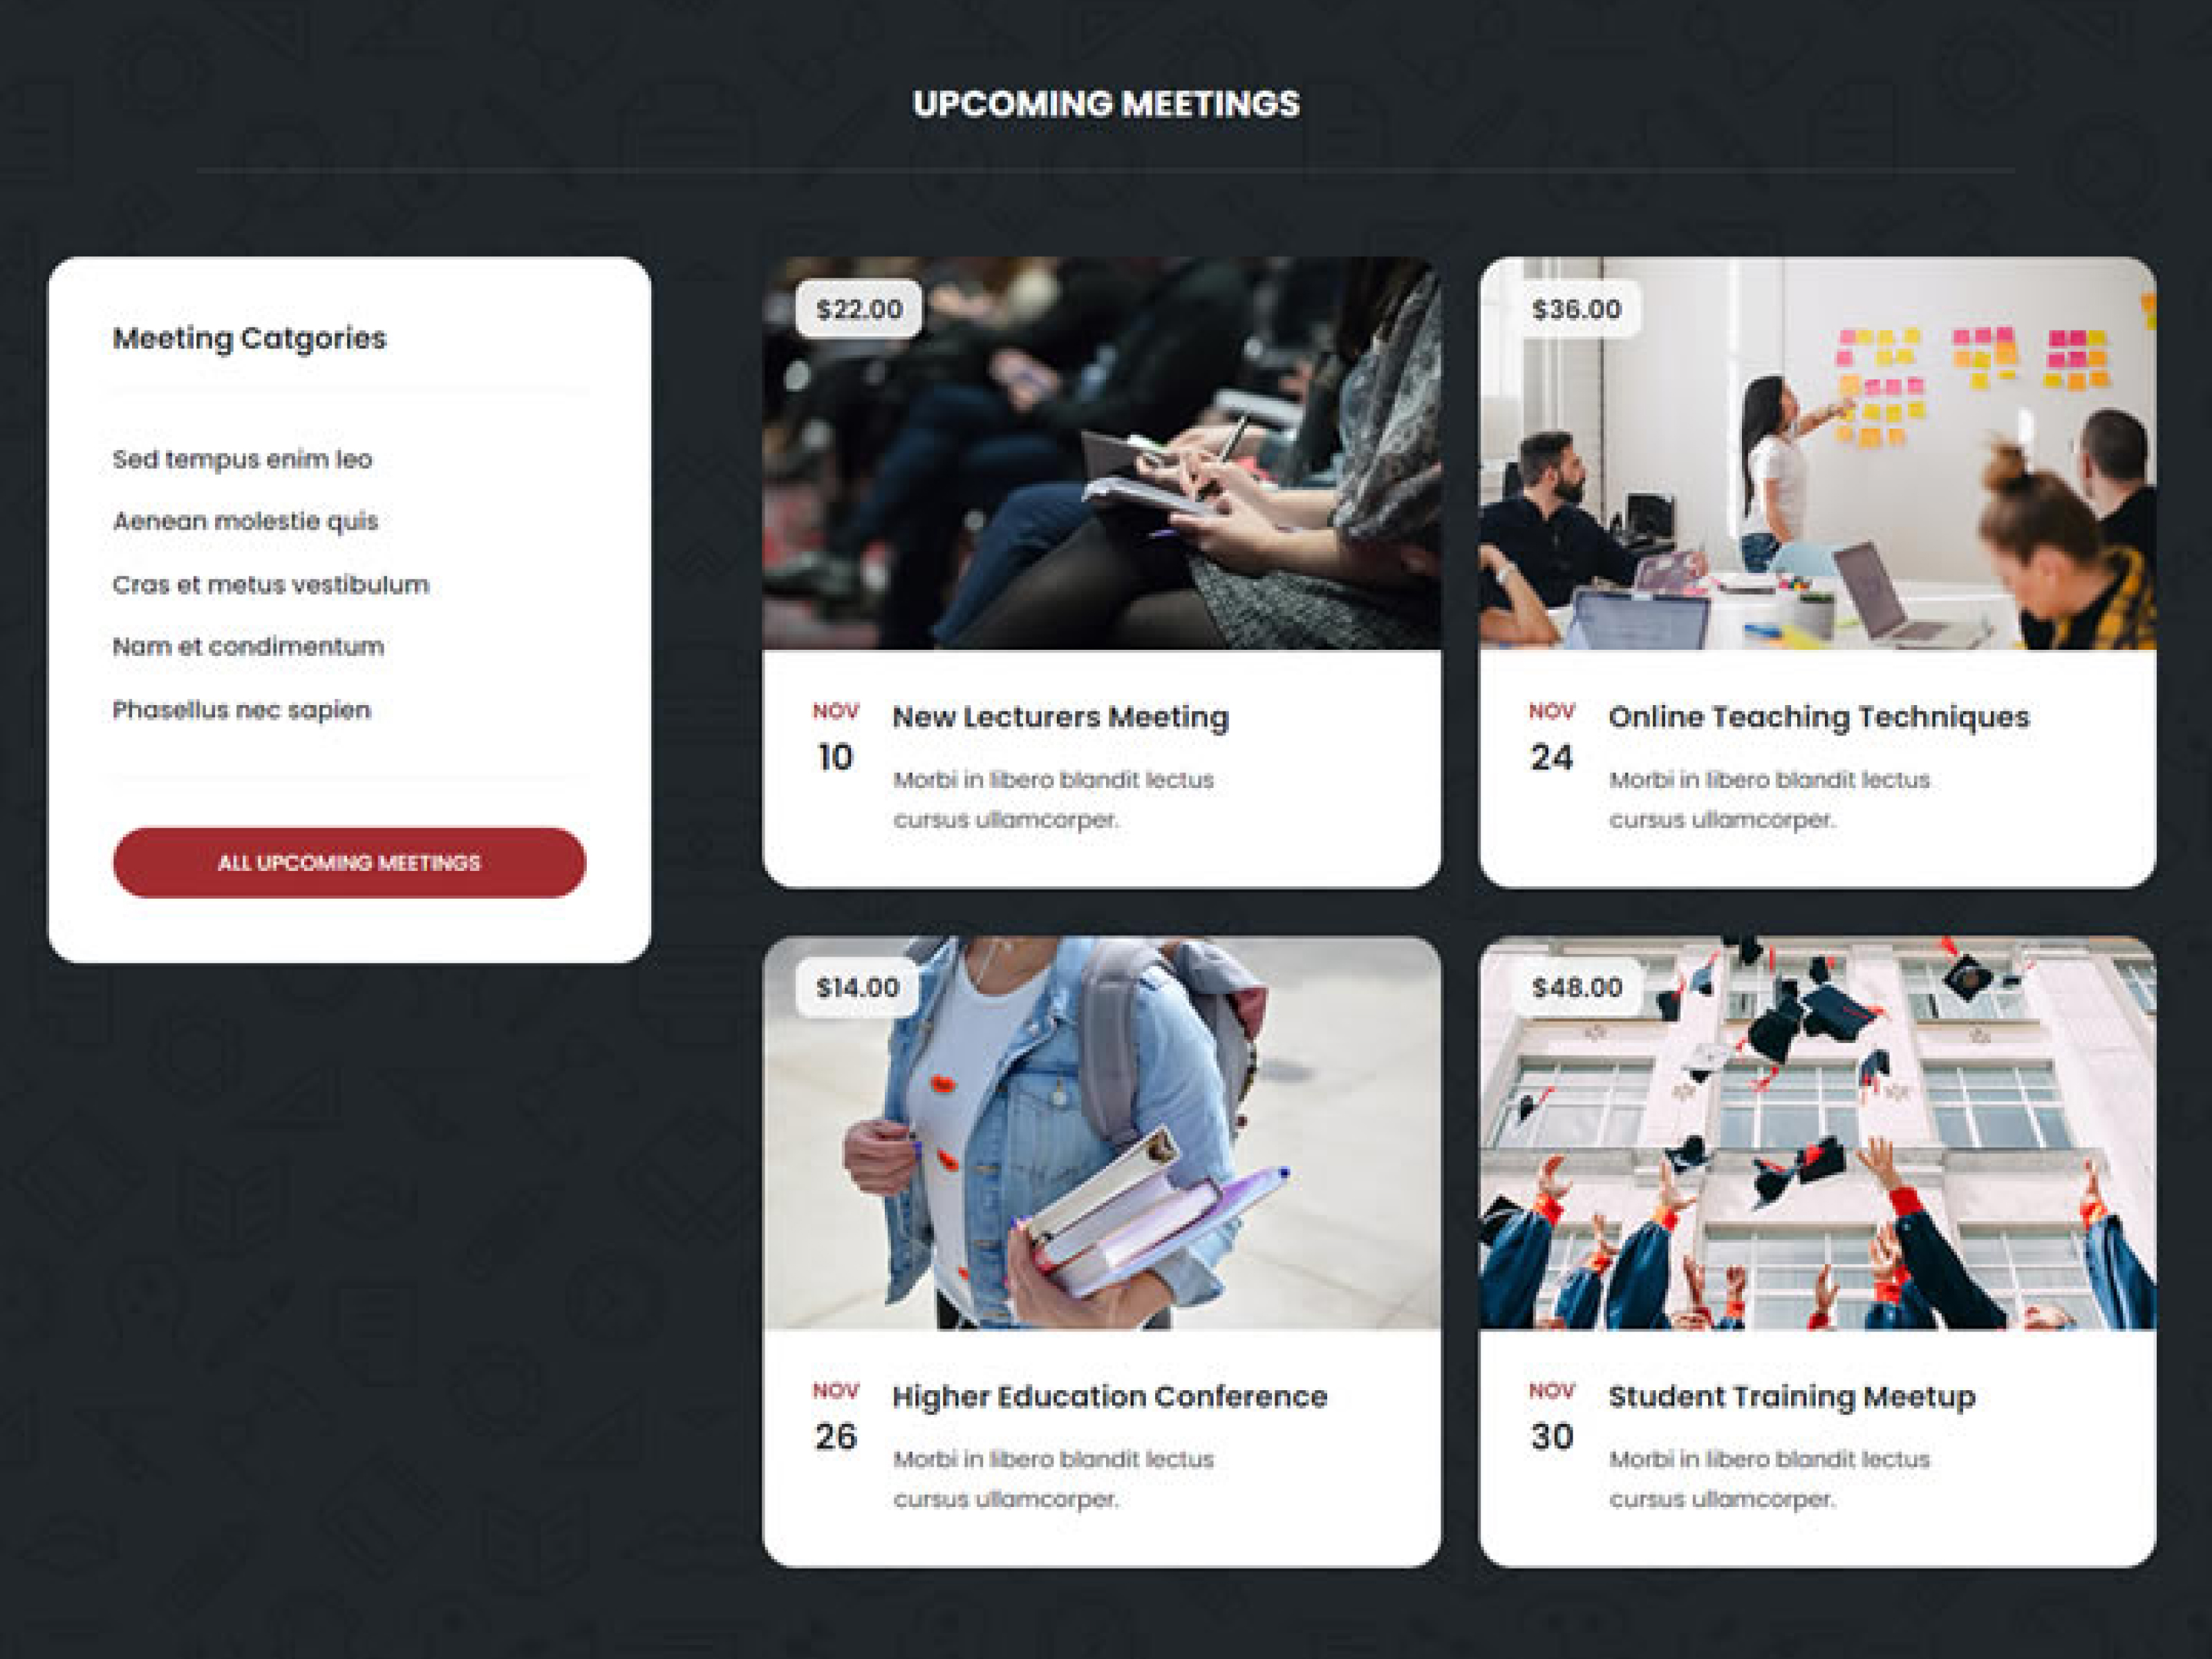 UPCOMING MEETINGS
Meeting Catgories
Sed tempus enim leo
Aenean molestie quis
Cras et metus vestibulum
Nam et condimentum
Phasellus nec sapien
ALL UPCOMING MEETINGS
$22.00
NOV
10
New Lecturers Meeting
Morbi in libero blandit lectus
cursus ullamcorper.
$36.00
NOV
24
Online Teaching Techniques
Morbi in libero blandit lectus
cursus ullamcorper.
$14.00
NOV
26
Higher Education Conference
Morbi in libero blandit lectus
cursus ullamcorper.
$48.00
NOV
30
Student Training Meetup
Morbi in libero blandit lectus
cursus ullamcorper.